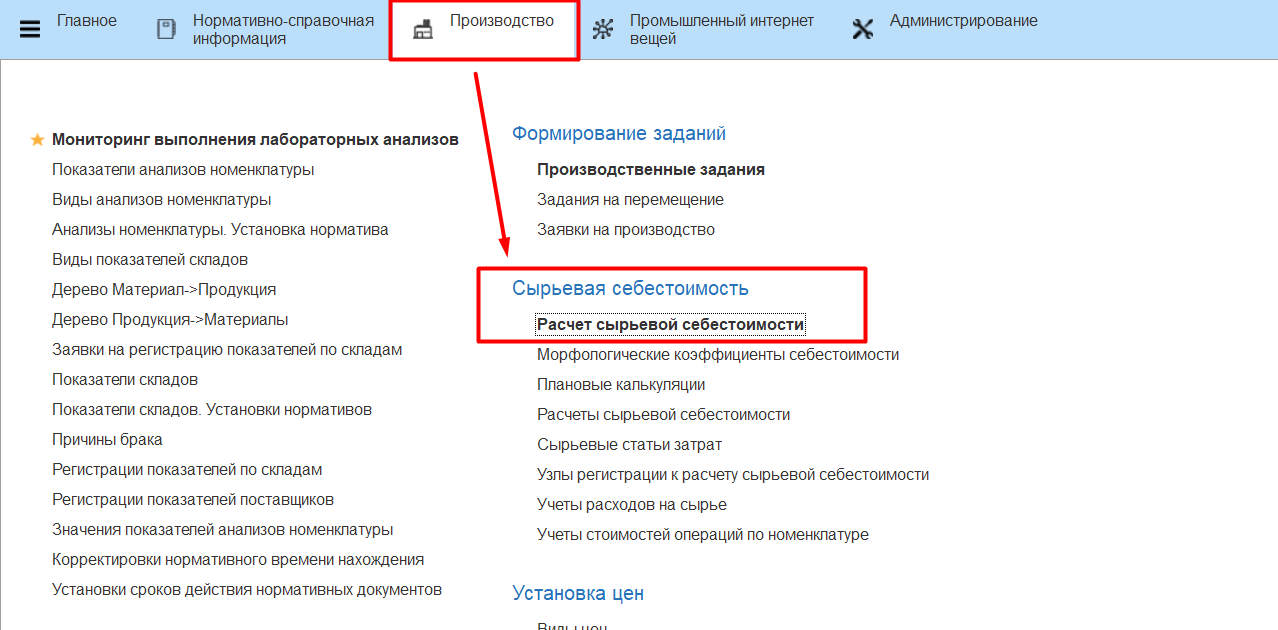 Главное
Нормативно-справочная
информация
Производство
Промышленный интернет
вещей
Администрирование
Мониторинг выполнения лабораторных анализов
Показатели анализов номенклатуры
Виды анализов номенклатуры
Анализы номенклатуры. Установка норматива
Виды показателей складов
Дерево Материал->Продукция
Дерево Продукция->Материалы
Заявки на регистрацию показателей по складам
Показатели складов
Показатели складов. Установки нормативов
Причины брака
Регистрации показателей по складам
Регистрации показателей поставщиков
Значения показателей анализов номенклатуры
Корректировки нормативного времени нахождения
Установки сроков действия нормативных документов
Формирование заданий
Производственные задания
Задания на перемещение
Заявки на производство
Сырьевая себестоимость
Расчет сырьевой себестоимости
Морфологические коэффициенты себестоимости
Плановые калькуляции
Расчеты сырьевой себестоимости
Сырьевые статьи затрат
Узлы регистрации к расчету сырьевой себестоимости
Учеты расходов на сырье
Учеты стоимостей операций по номенклатуре
Установка цен
Виды цен